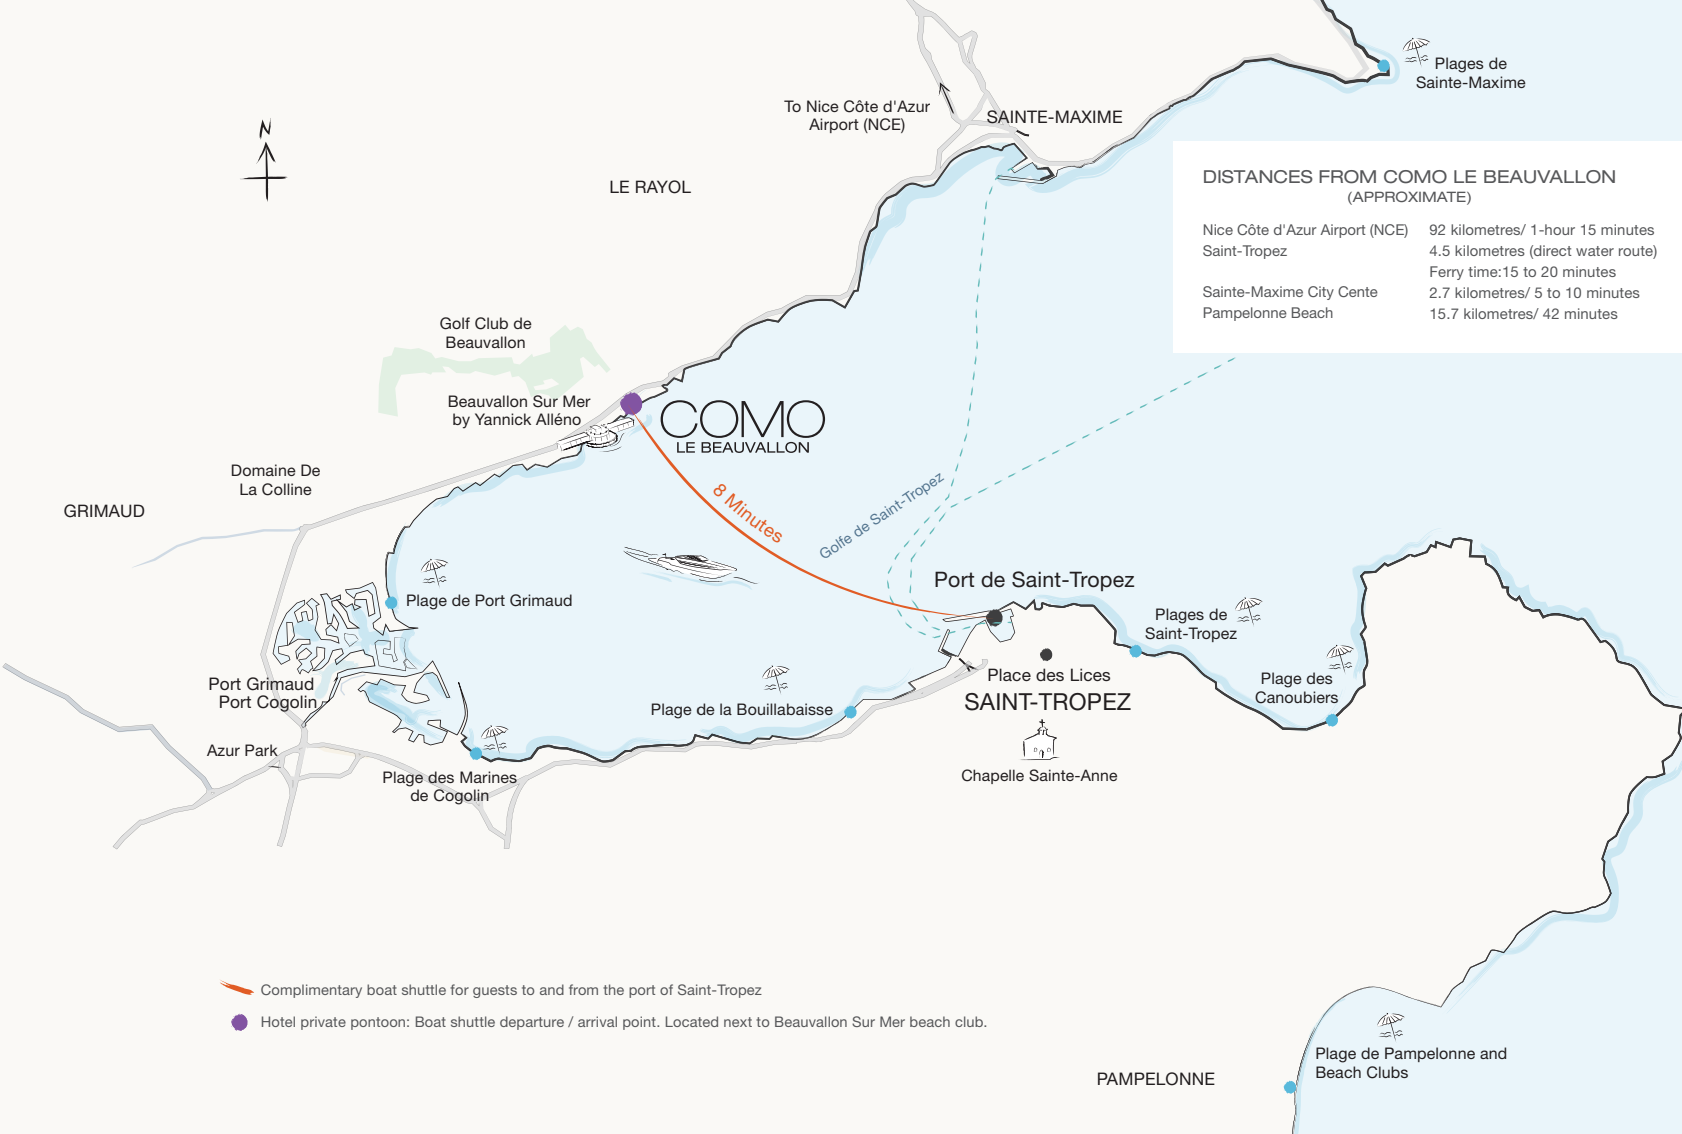 Plages de
Sainte-Maxime
To Nice Côte d'Azur
Airport (NCE)
SAINTE-MAXIME
N
LE RAYOL
DISTANCES FROM COMO LE BEAUVALLON
(APPROXIMATE)
Nice Côte d'Azur Airport (NCE) 92 kilometres/ 1-hour 15 minutes
Saint-Tropez 4.5 kilometres (direct water route)
Ferry time:15 to 20 minutes
Sainte-Maxime City Cente 2.7 kilometres/ 5 to 10 minutes
Pampelonne Beach 15.7 kilometres/ 42 minutes
Golf Club de
Beauvallon
Beauvallon Sur Mer
by Yannick Alléno
COMO
LE BEAUVALLON
Domaine De
La Colline
GRIMAUD
8 Minutes
Golfe de Saint-Tropez
Port de Saint-Tropez
Plage de Port Grimaud
Plages de
Saint-Tropez
Place des Lices
SAINT-TROPEZ
Plage des
Canoubiers
Port Grimaud
Port Cogolin
Plage de la Bouillabaisse
Azur Park
Plage des Marines
de Cogolin
Chapelle Sainte-Anne
Complimentary boat shuttle for guests to and from the port of Saint-Tropez
Hotel private pontoon: Boat shuttle departure / arrival point. Located next to Beauvallon Sur Mer beach club.
Plage de Pampelonne and
Beach Clubs
PAMPELONNE